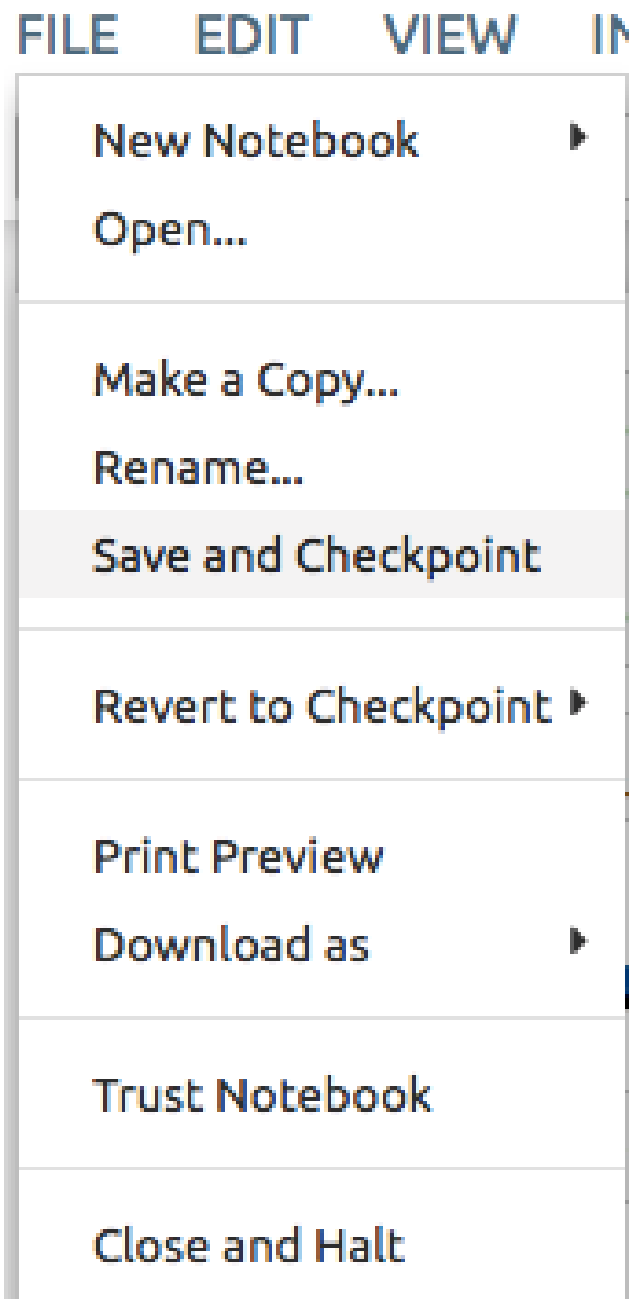 FILE EDIT VIEW
New Notebook
Open...
Make a Copy...
Rename...
Save and Checkpoint
Revert to Checkpoint
Print Preview
Download as
Trust Notebook
Close and Halt